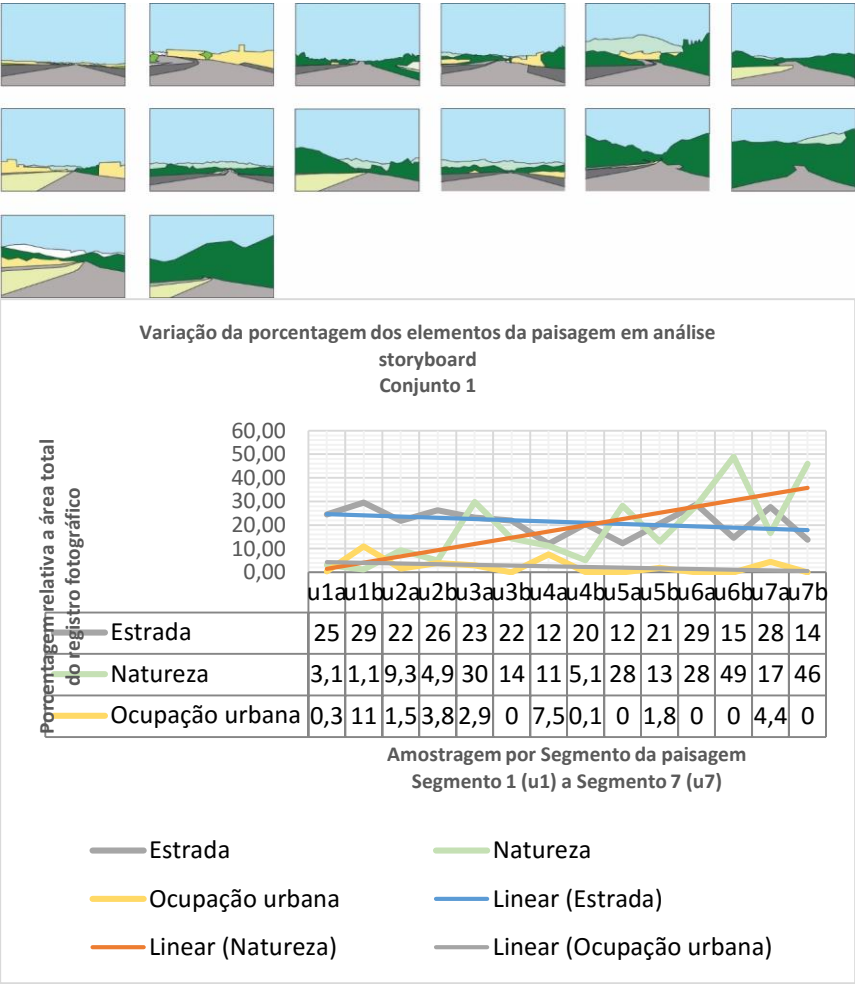 Variação da porcentagem dos elementos da paisagem em análise
storyboard
Conjunto 1
Porcentagem relativa a área total
do registro fotográfico
60,00
50,00
40,00
30,00
20,00
10,00
0,00
u1a u1b u2a u2b u3a u3b u4a u4b u5a u5b u6a u6b u7a u7b
Estrada 25 29 22 26 23 22 12 20 12 21 29 15 28 14
Natureza 3,1 1,1 9,3 4,9 30 14 11 5,1 28 13 28 49 17 46
Ocupação urbana 0,3 11 1,5 3,8 2,9 0 7,5 0,1 0 1,8 0 0 4,4 0
Amostragem por Segmento da paisagem
Segmento 1 (u1) a Segmento 7 (u7)
Estrada Natureza
Ocupação urbana Linear (Estrada)
Linear (Natureza) Linear (Ocupação urbana)